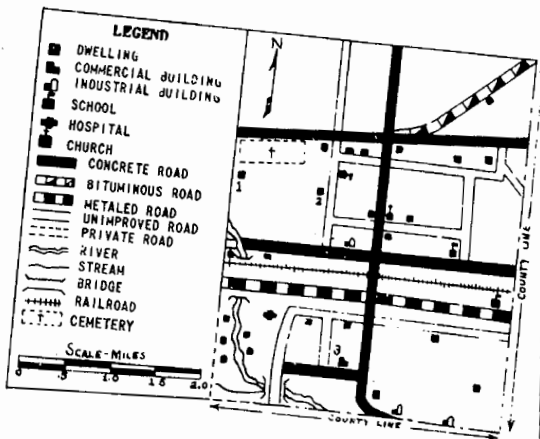 LEGEND
DWELLING
COMMERCIAL BUILDING
INDUSTRIAL BUILDING
SCHOOL
HOSPITAL
CHURCH
CONCRETE ROAD
BITUMINOUS ROAD
METALED ROAD
UNIMPROVED ROAD
PRIVATE ROAD
RIVER
STREAM
BRIDGE
RAILROAD
CEMETERY
SCALE-MILES
0 .5 1.0 1.5 2.0
N
1
2
3
COUNTY LINE
COUNTY LINE